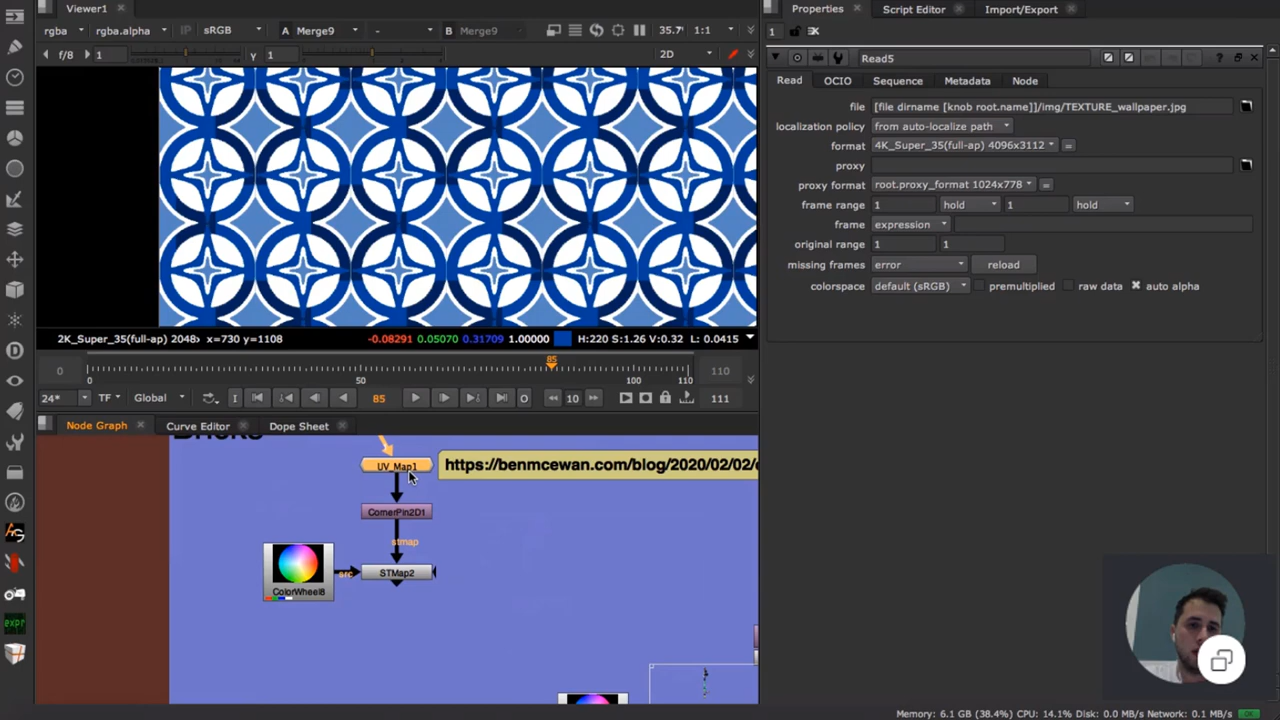 Viewer1
Properties
Script Editor
Import/Export
rgba
rgba.alpha
IP
sRGB
A
Merge9
-
B
Merge9
35.7
1:1
1
f/8
1
Y
1
2D
Read5
Read
OCIO
Sequence
Metadata
Node
file
[file dirname [knob root.name]]/img/TEXTURE_wallpaper.jpg
localization policy
from auto-localize path
format
4K_Super_35(full-ap) 4096x3112
=
proxy
proxy format
root.proxy_format 1024x778
=
frame range
1
hold
1
hold
frame
expression
original range
1
1
missing frames
error
reload
colorspace
default (sRGB)
premultiplied
raw data
auto alpha
2K_Super_35(full-ap) 2048
x=730 y=1108
-0.08291
0.05070
0.31709
1.00000
H:220 S:1.26 V:0.32
L: 0.0415
0
0
50
85
100
110
110
24*
TF
Global
I
85
O
10
111
Node Graph
Curve Editor
Dope Sheet
UV_Map1
https://benmcewan.com/blog/2020/02/02/
CornerPin2D1
stmap
src
STMap2
ColorWheel8
expr
Memory: 6.1 GB (38.4%) CPU: 14.1% Disk: 0.0 MB/s Network: 0.1 MB/s